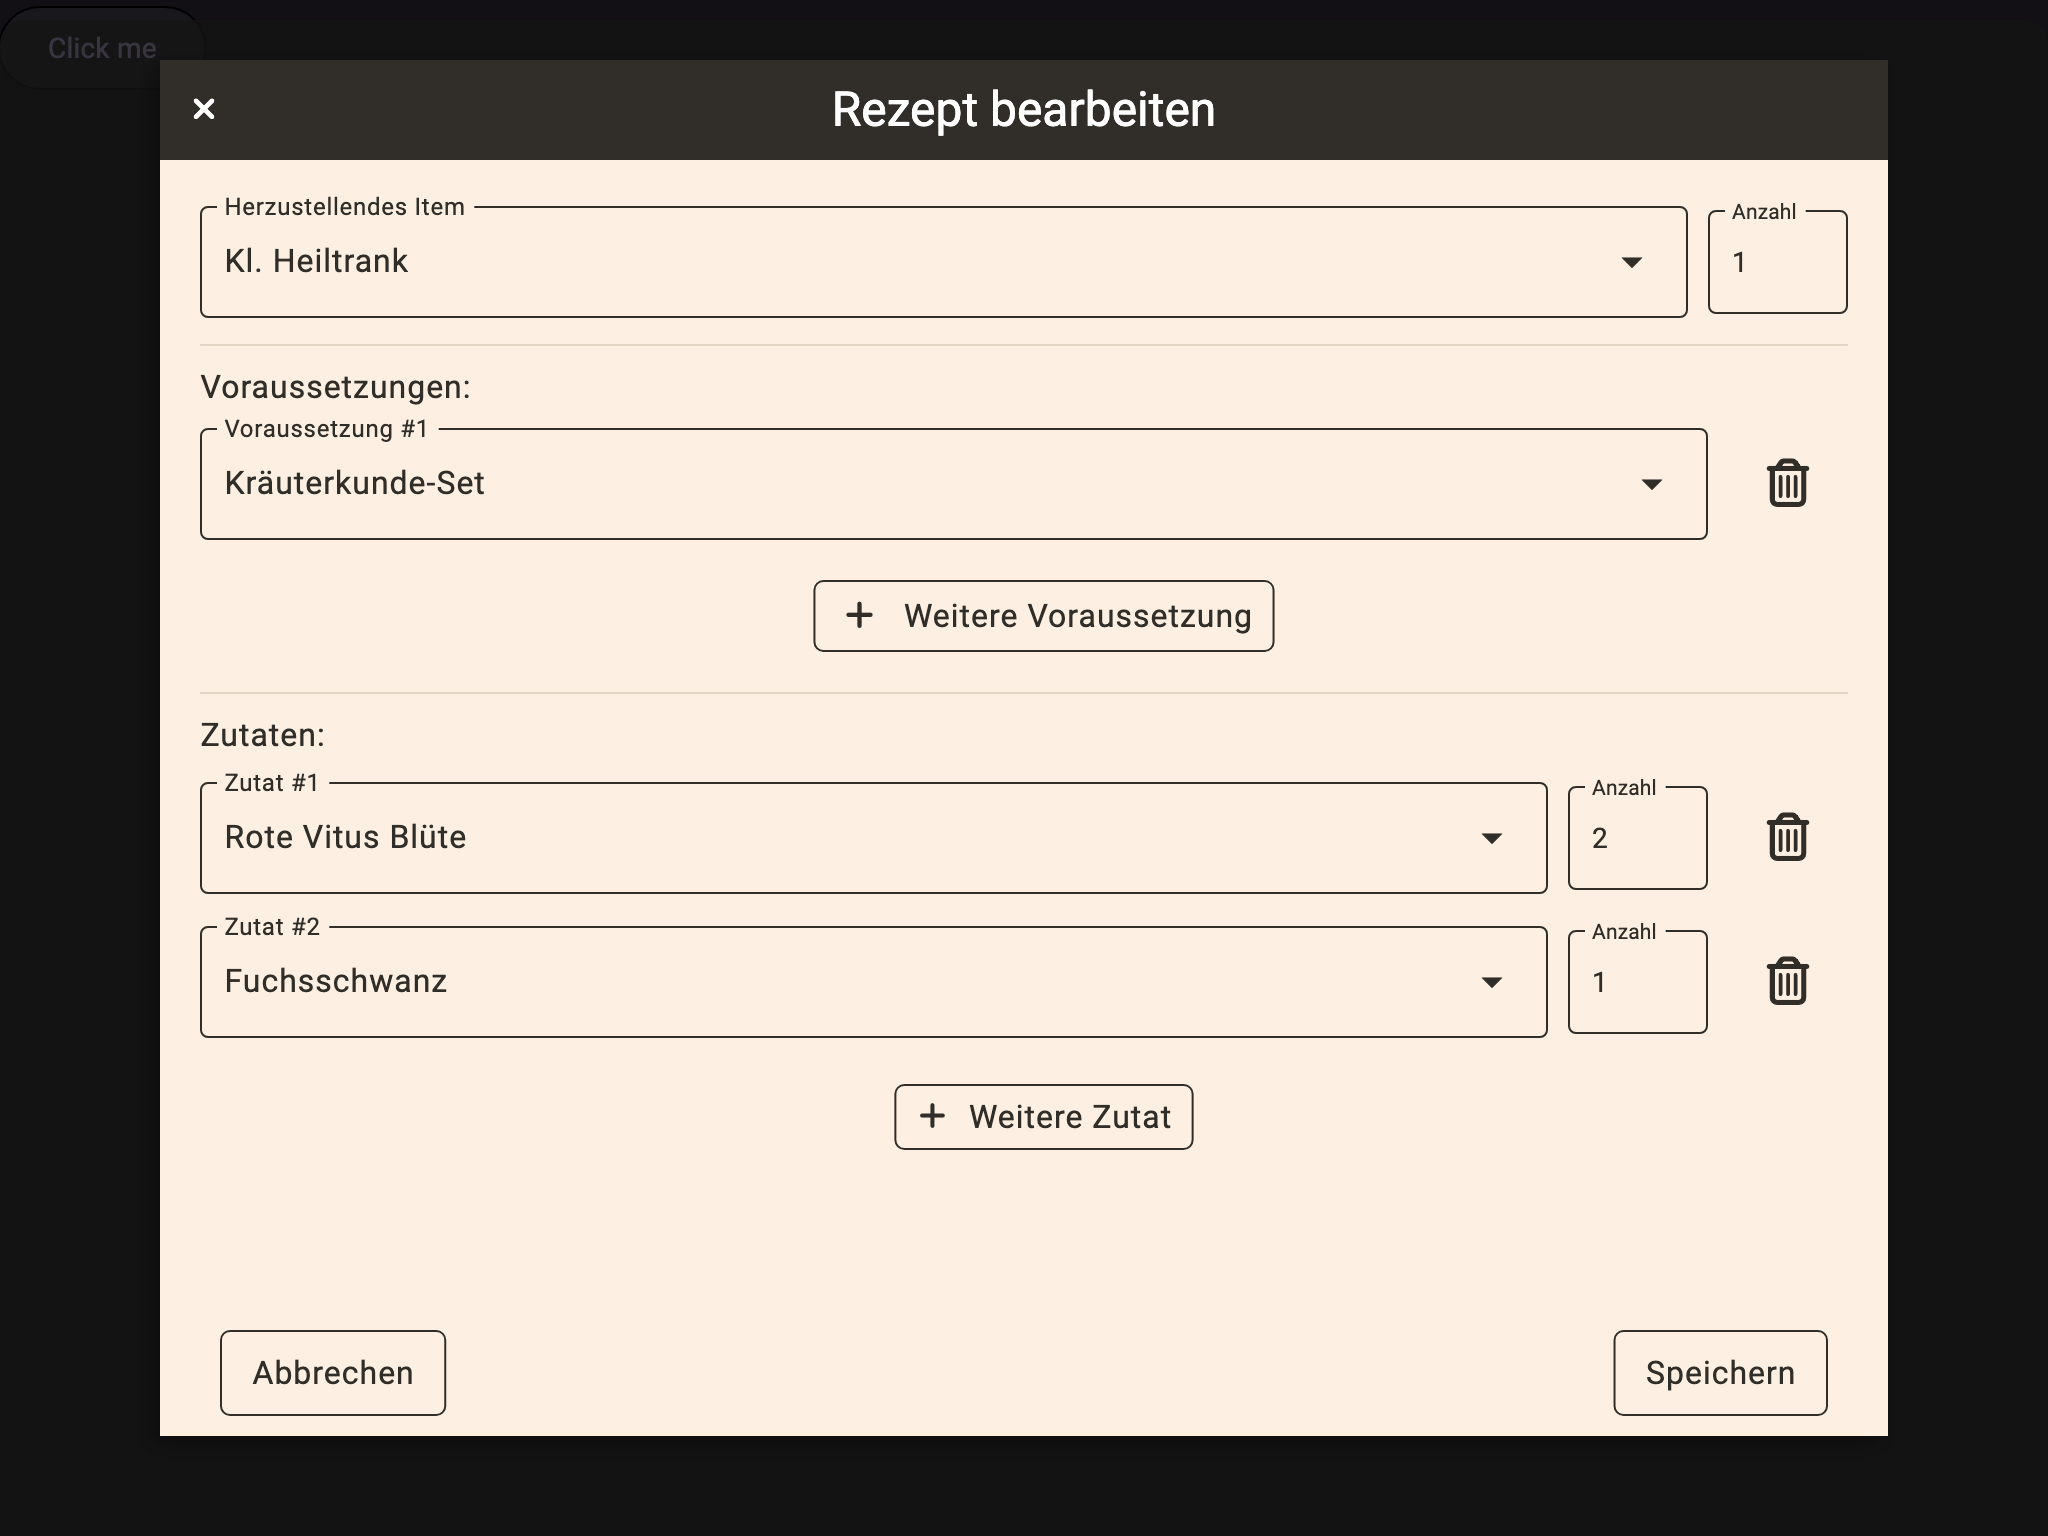 Click me
Rezept bearbeiten
Herzustellendes Item
Kl. Heiltrank
Anzahl
1
Voraussetzungen:
Voraussetzung #1
Kräuterkunde-Set
Weitere Voraussetzung
Zutaten:
Zutat #1
Rote Vitus Blüte
Anzahl
2
Zutat #2
Fuchsschwanz
Anzahl
1
Weitere Zutat
Abbrechen
Speichern